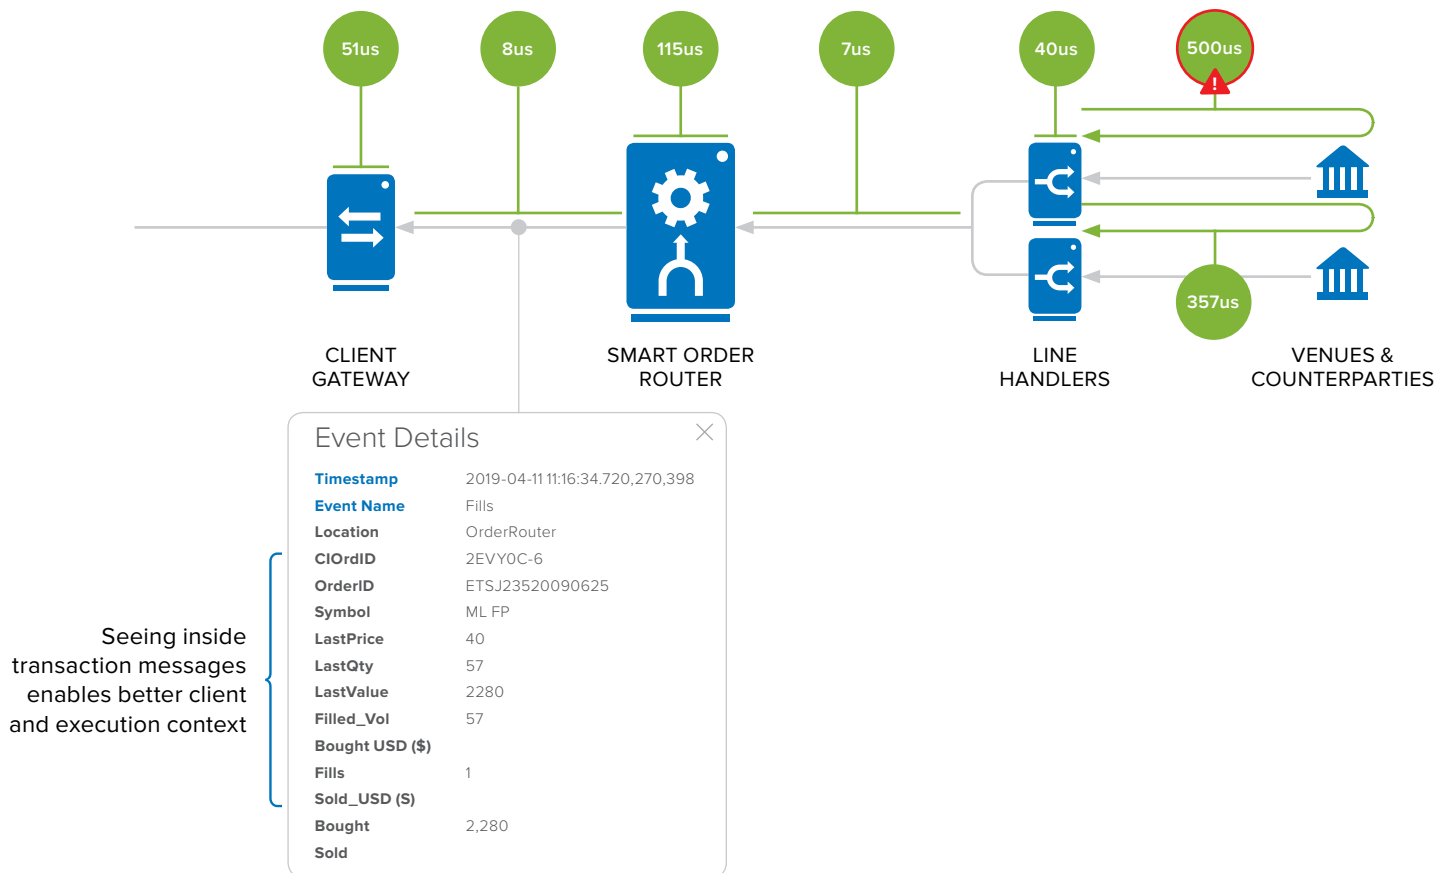 51us
8us
115us
7us
40us
500us
!
357us
CLIENT
GATEWAY
SMART ORDER
ROUTER
LINE
HANDLERS
VENUES &
COUNTERPARTIES
Event Details
Timestamp 2019-04-11 11:16:34.720,270,398
Event Name Fills
Location OrderRouter
ClOrdID 2EVY0C-6
OrderID ETSJ23520090625
Symbol ML FP
LastPrice 40
LastQty 57
LastValue 2280
Filled_Vol 57
Bought USD ($)
Fills 1
Sold_USD (S)
Bought 2,280
Sold
Seeing inside
transaction messages
enables better client
and execution context